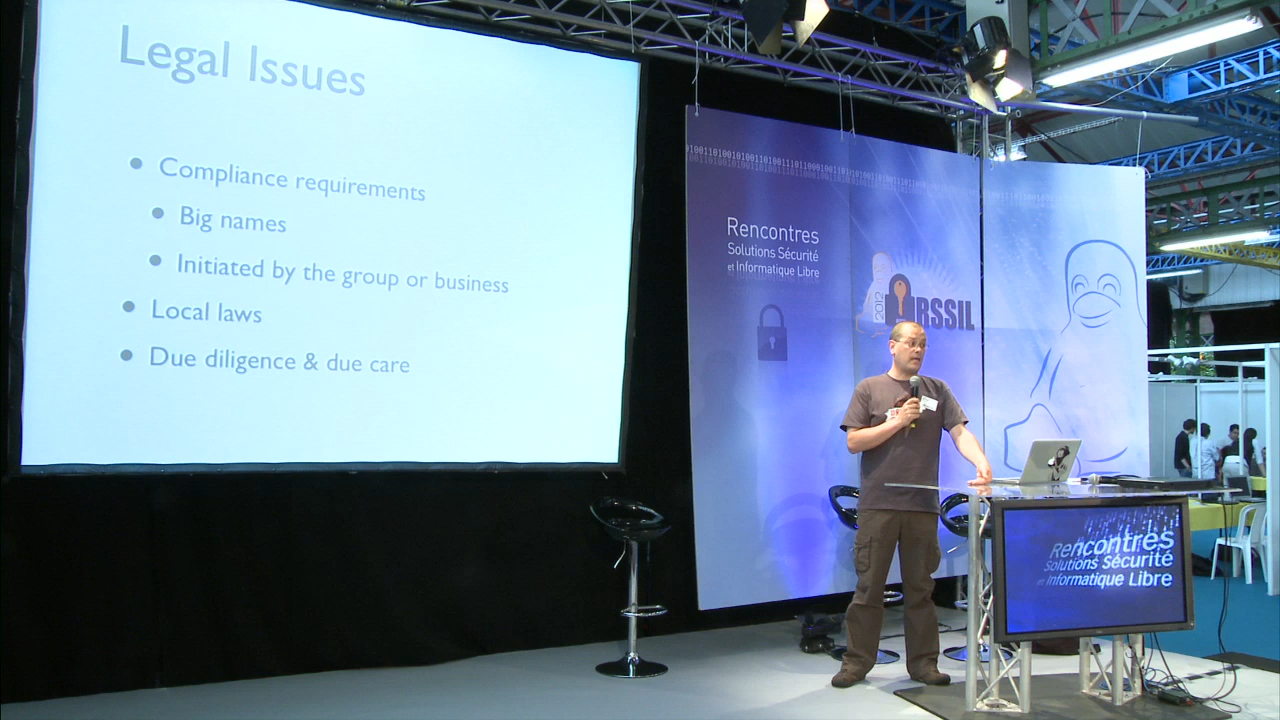 Legal Issues
Compliance requirements
Big names
Initiated by the group or business
Local laws
Due diligence & due care
Rencontres
Solutions Sécurité
et Informatique Libre
2012
RSSIL
Rencontres
Solutions Sécurité
et Informatique Libre